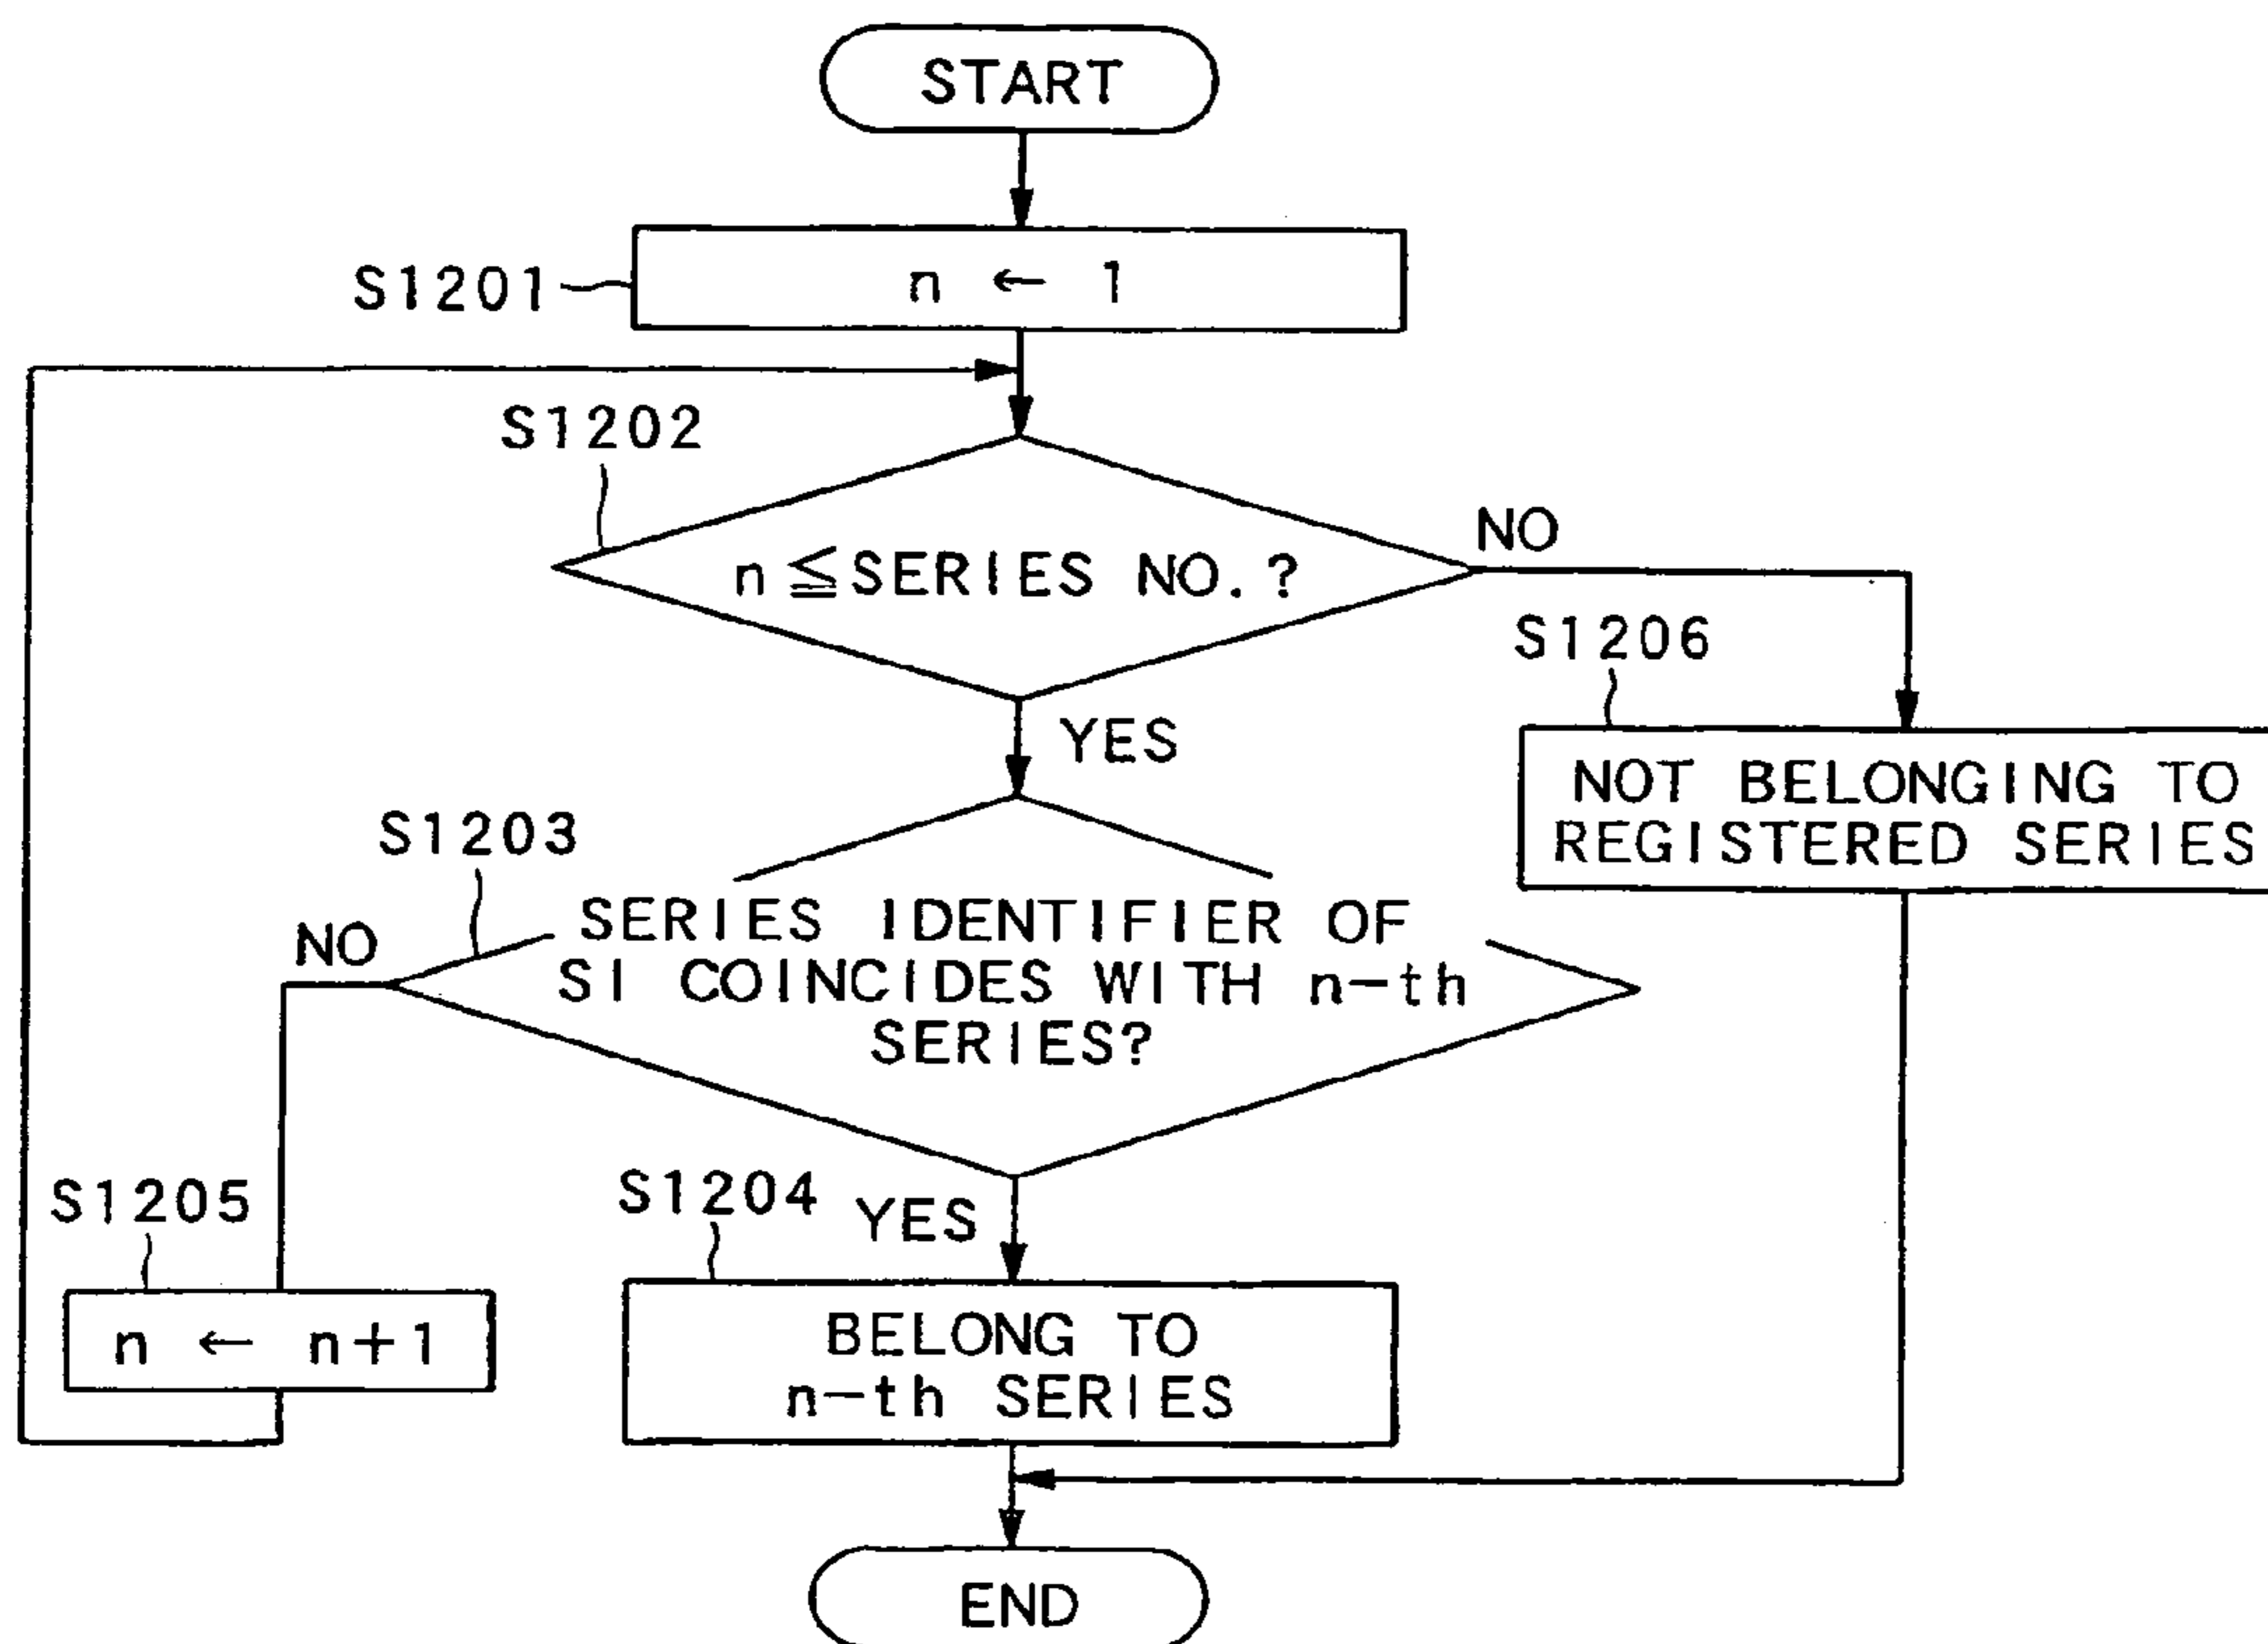 START
S1201
n ← 1
S1202
n ≦ SERIES NO. ?
NO
YES
S1206
NOT BELONGING TO
REGISTERED SERIES
S1203
NO
SERIES IDENTIFIER OF
SI COINCIDES WITH n-th
SERIES?
S1205
n ← n+1
S1204
YES
BELONG TO
n-th SERIES
END